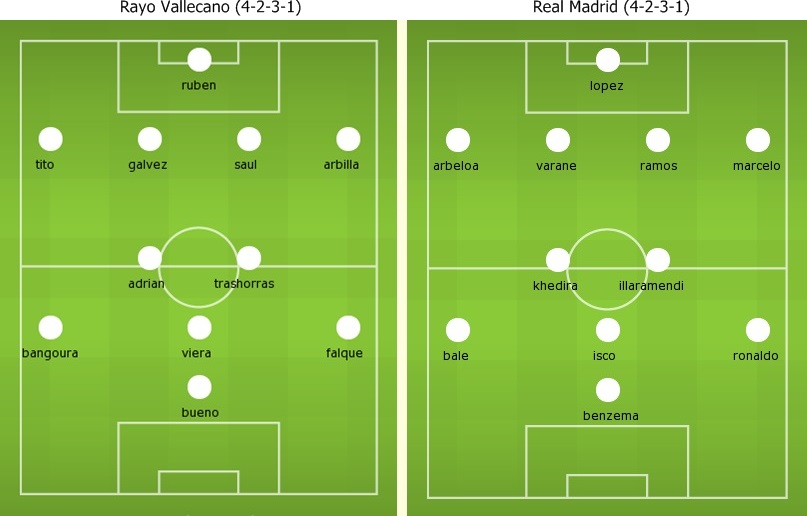 Rayo Vallecano (4-2-3-1)
ruben
tito galvez saul arbilla
adrian trashorras
bangoura viera falque
bueno
Real Madrid (4-2-3-1)
lopez
arbeloa varane ramos marcelo
khedira illaramendi
bale isco ronaldo
benzema